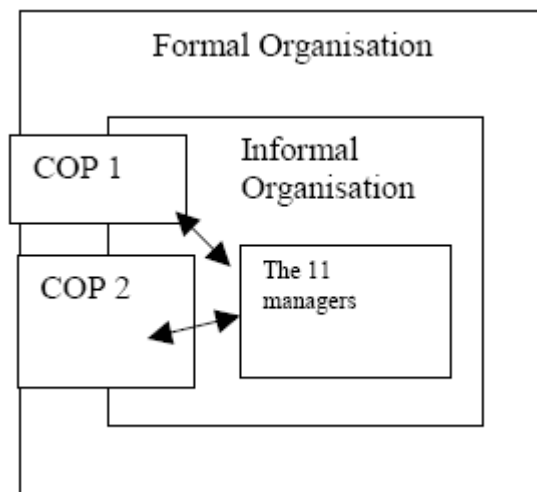 Formal Organisation
COP 1
Informal
Organisation
COP 2
The 11
managers